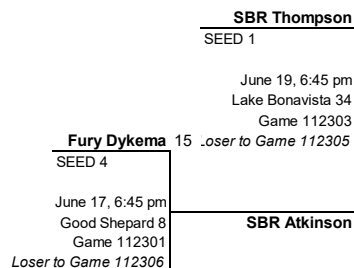 SBR Thompson
SEED 1
June 19, 6:45 pm
Lake Bonavista 34
Game 112303
Fury Dykema 15 Loser to Game 112305
SEED 4
June 17, 6:45 pm
Good Shepard 8
SBR Atkinson
Game 112301
Loser to Game 112306